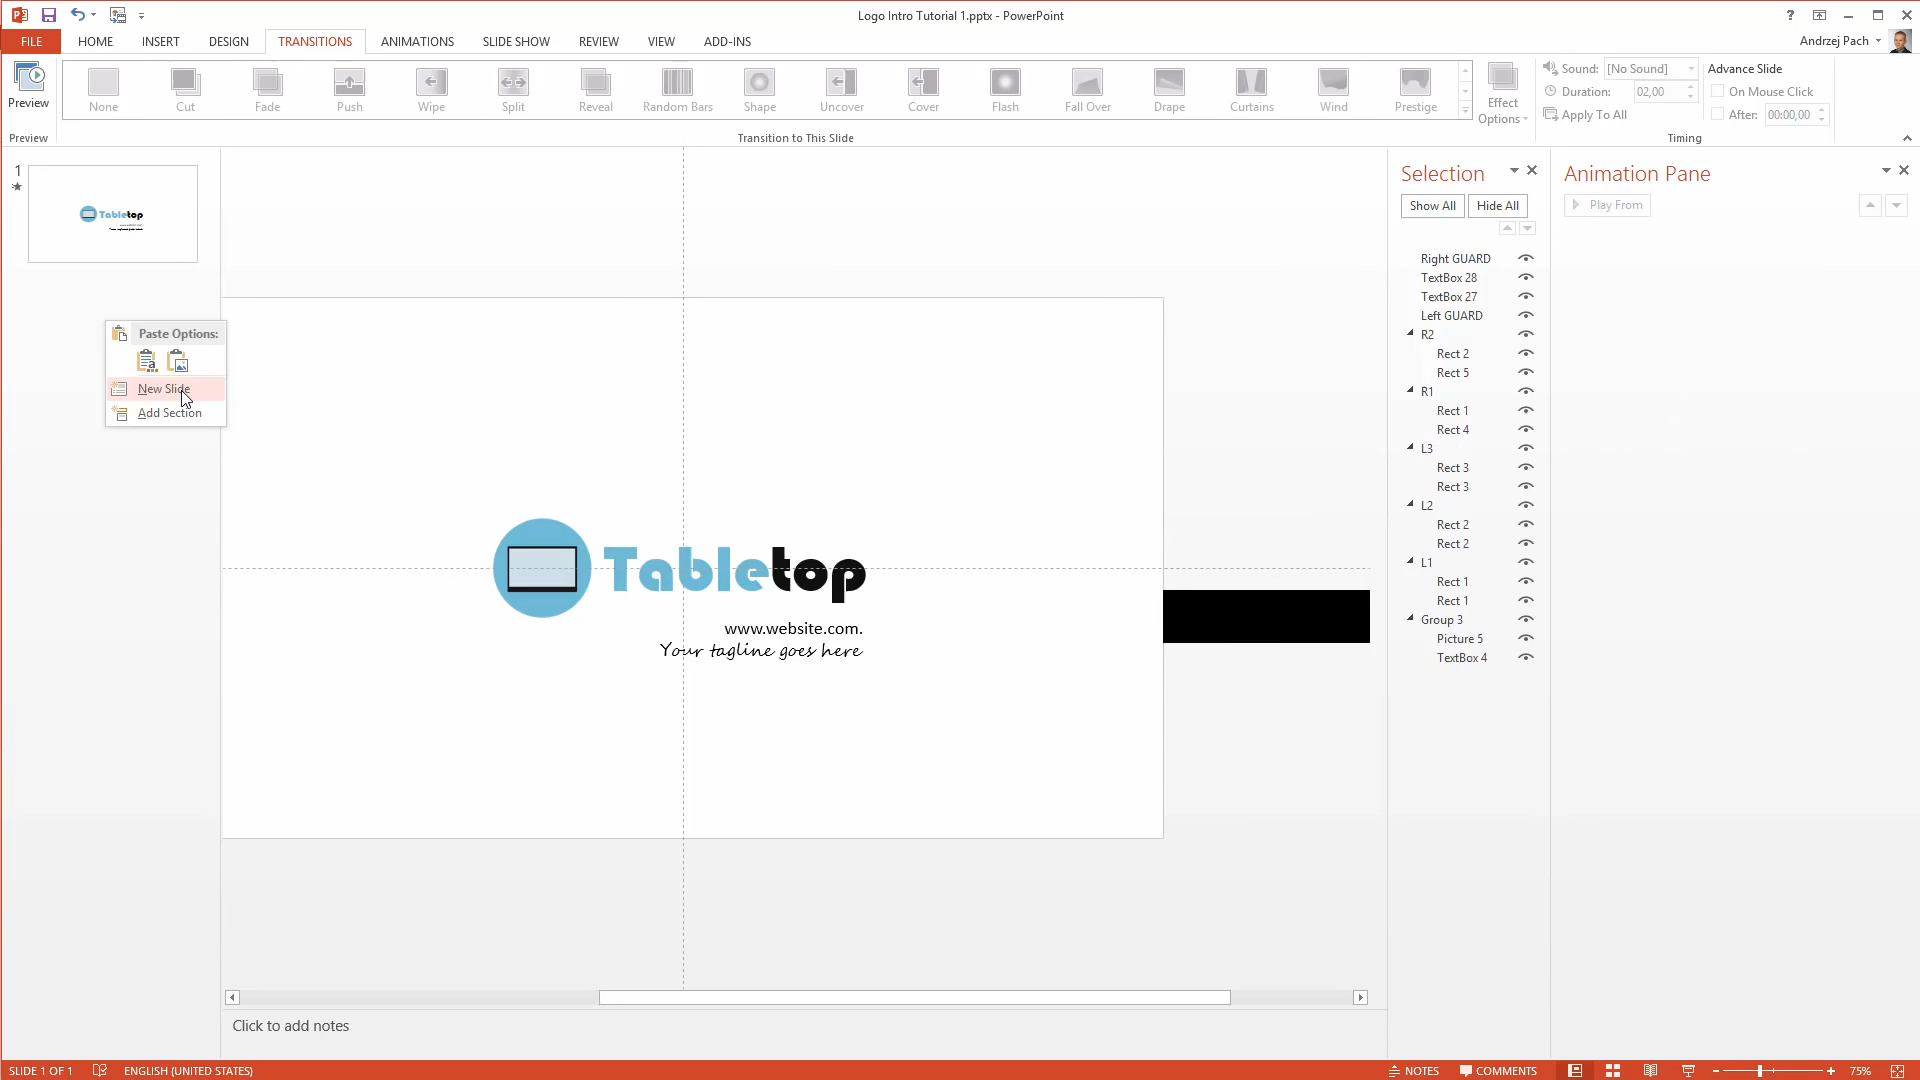 Logo Intro Tutorial 1.pptx - PowerPoint
FILE HOME INSERT DESIGN TRANSITIONS ANIMATIONS SLIDE SHOW REVIEW VIEW ADD-INS
Andrzej Pach
Preview
None Cut Fade Push Wipe Split Reveal Random Bars Shape Uncover Cover Flash Fall Over Drape Curtains Wind Prestige
Effect
Options
Sound: [No Sound]
Duration: 02,00
Apply To All
Advance Slide
On Mouse Click
After: 00:00,00
Preview
Transition to This Slide
Timing
1
Tabletop
Paste Options:
New Slide
Add Section
Tabletop
www.website.com.
Your tagline goes here
Selection
Show All Hide All
Right GUARD
TextBox 28
TextBox 27
Left GUARD
R2
Rect 2
Rect 5
R1
Rect 1
Rect 4
L3
Rect 3
Rect 3
L2
Rect 2
Rect 2
L1
Rect 1
Rect 1
Group 3
Picture 5
TextBox 4
Animation Pane
Play From
Click to add notes
SLIDE 1 OF 1 ENGLISH (UNITED STATES) NOTES COMMENTS 75%